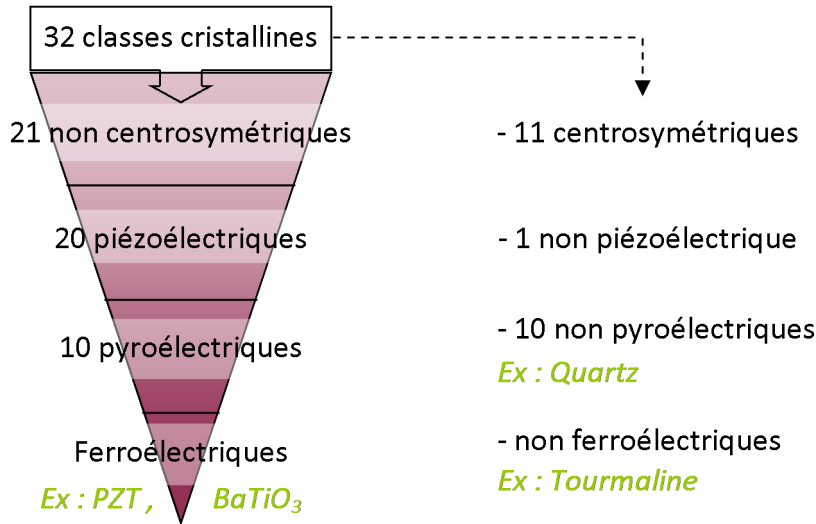 32 classes cristallines
21 non centrosymétriques
- 11 centrosymétriques
20 piézoélectriques
- 1 non piézoélectrique
10 pyroélectriques
- 10 non pyroélectriques
Ex : Quartz
Ferroélectriques
- non ferroélectriques
Ex : PZT , BaTiO₃
Ex : Tourmaline